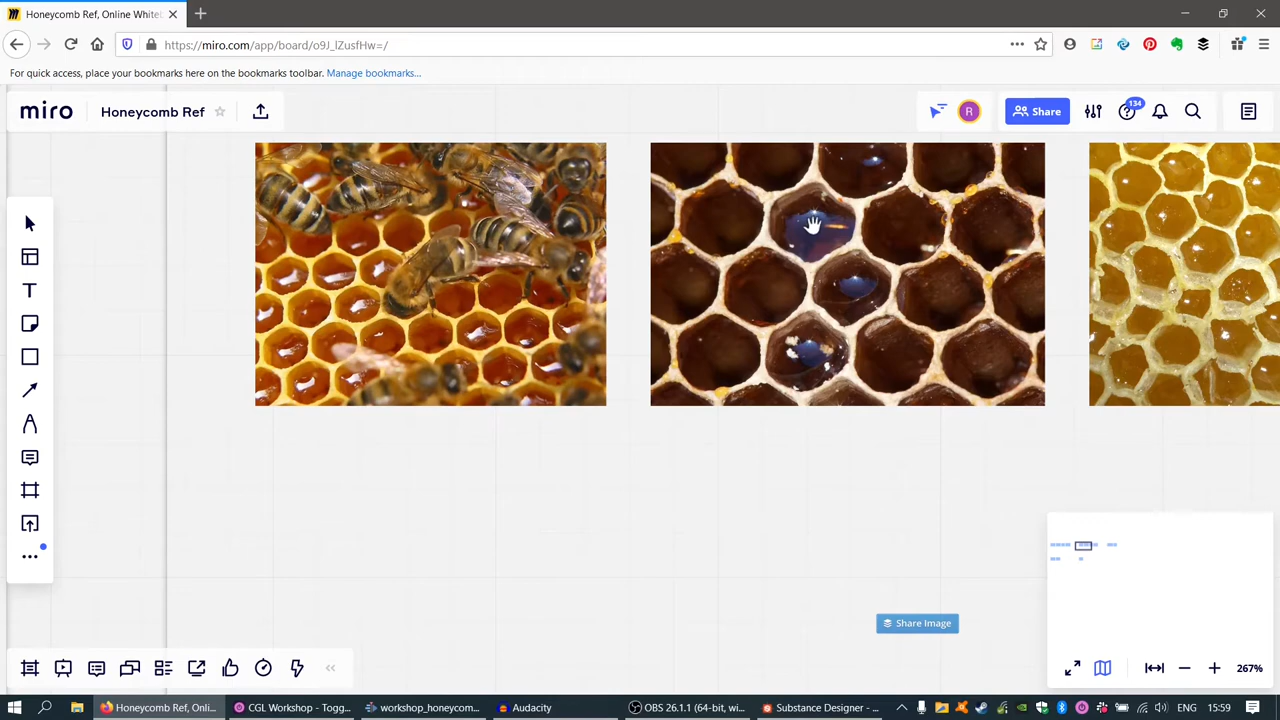 Honeycomb Ref, Online Whiteb
https://miro.com/app/board/o9J_lZusfHw=/
For quick access, place your bookmarks here on the bookmarks toolbar. Manage bookmarks...
miro
Honeycomb Ref
R
Share
134
Share Image
267%
Honeycomb Ref, Onli...
CGL Workshop - Togg...
workshop_honeycom...
Audacity
OBS 26.1.1 (64-bit, wi...
Substance Designer - ...
ENG
15:59